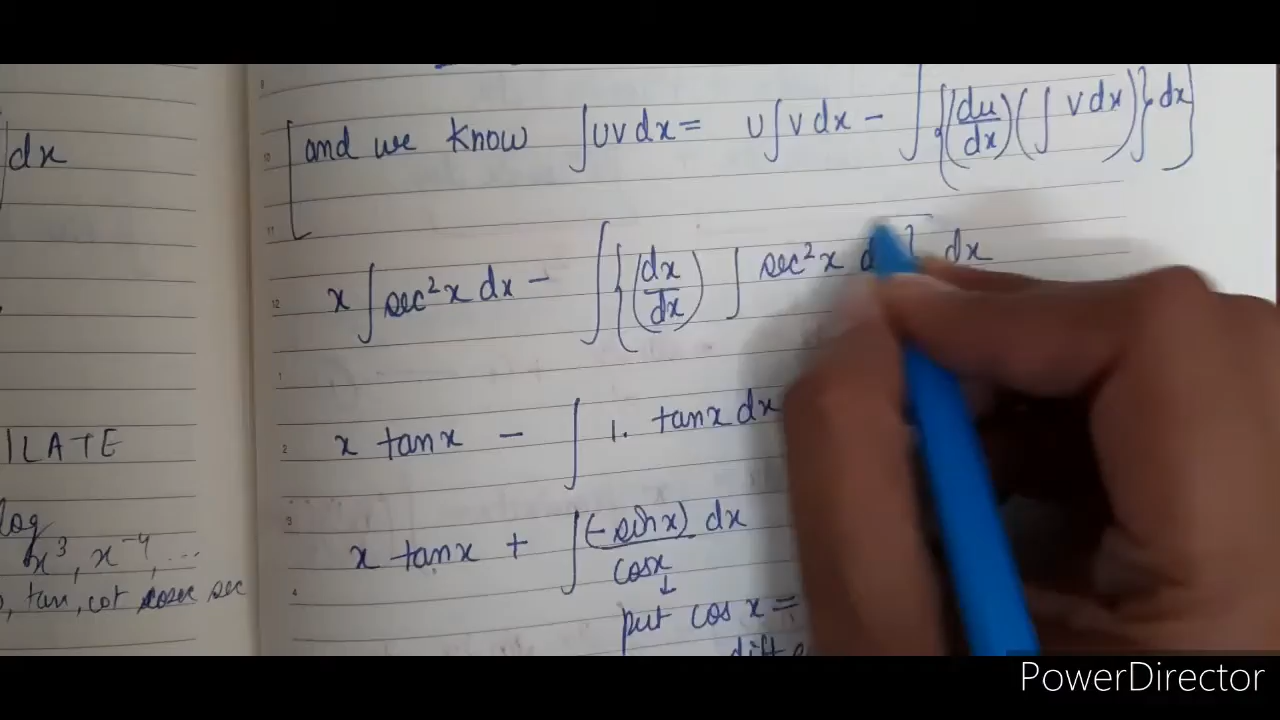 dx
ILATE
log
x³, x⁻⁴, ...
, tan, cot cosec sec
and we know ∫uv dx = u∫v dx - ∫{(du/dx)(∫v dx)} dx]
x ∫sec²x dx - ∫{(dx/dx) ∫ sec²x d } dx
x tanx - ∫ 1. tanx dx
x tanx + ∫(-sinx)/cosx dx
↓
put cos x =
PowerDirector